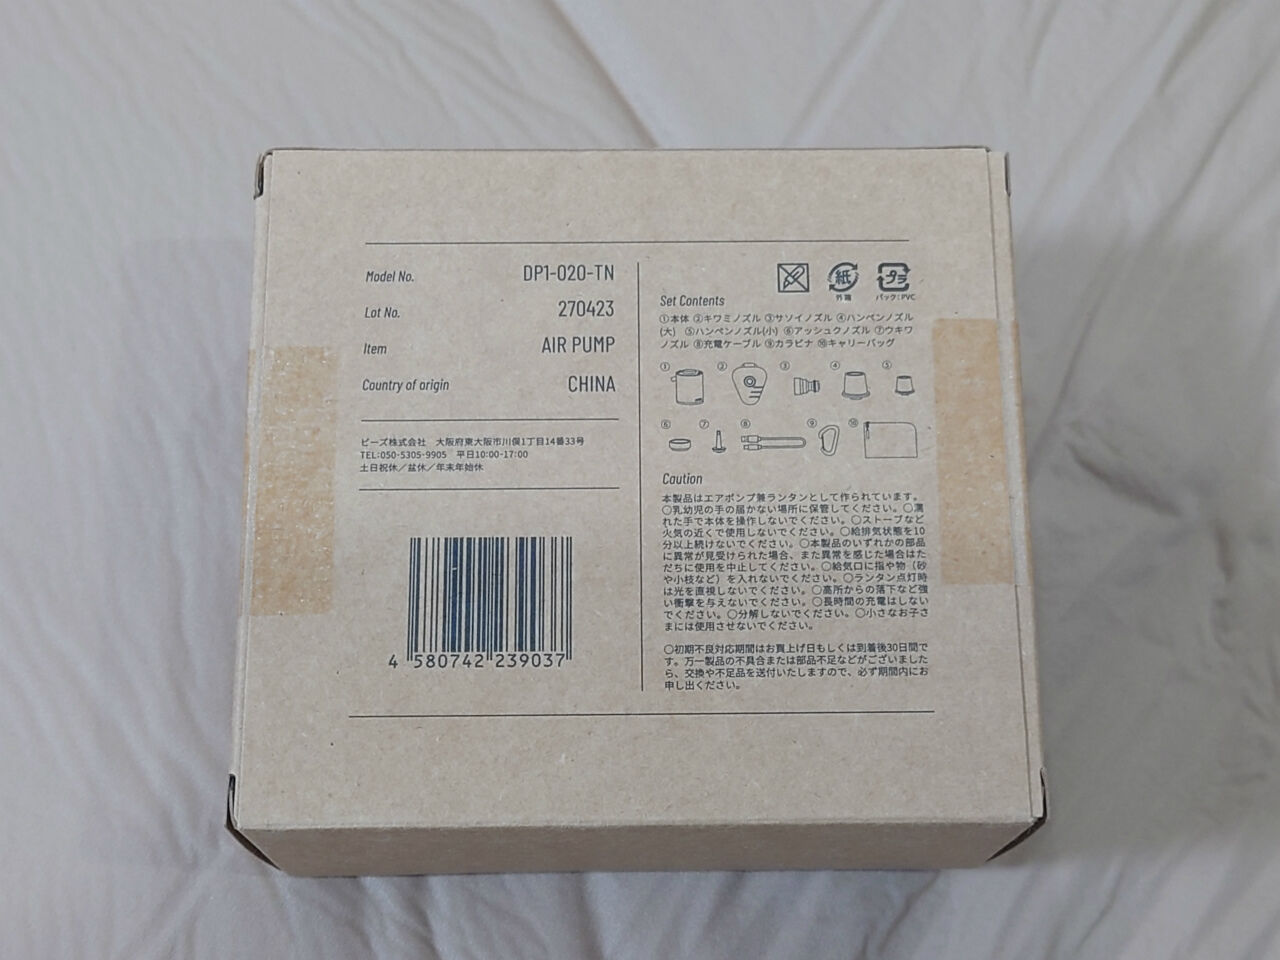 Model No. DP1-020-TN
Lot No. 270423
Item AIR PUMP
Country of origin CHINA
ビーズ株式会社 大阪府東大阪市川俣1丁目14番33号
TEL:050-5305-9905 平日10:00-17:00
土日祝休／盆休／年末年始休
4 580742 239037
紙
外箱
プラ
パック:PVC
Set Contents
①本体 ②キワミノズル ③サソイノズル ④ハンペンノズル
(大) ⑤ハンペンノズル(小) ⑥アッシュクノズル ⑦ウキワ
ノズル ⑧充電ケーブル ⑨カラビナ ⑩キャリーバッグ
① ② ③ ④ ⑤
⑥ ⑦ ⑧ ⑨ ⑩
Caution
本製品はエアポンプ兼ランタンとして作られています。
○乳幼児の手の届かない場所に保管してください。○濡
れた手で本体を操作しないでください。○ストーブなど
火気の近くで使用しないでください。○給排気状態を10
分以上続けないでください。○本製品のいずれかの部品
に異常が見受けられた場合、また異常を感じた場合はた
だちに使用を中止してください。○給気口に指や物（砂
や小枝など）を入れないでください。○ランタン点灯時
は光を直視しないでください。○高所からの落下など強
い衝撃を与えないでください。○長時間の充電はしない
でください。○分解しないでください。○小さなお子さ
まには使用させないでください。
○初期不良対応期間はお買上げ日もしくは到着後30日間で
す。万一製品の不具合または部品不足などがございました
ら、交換や不足品を送付いたしますので、必ず期間内にお
申し出ください。